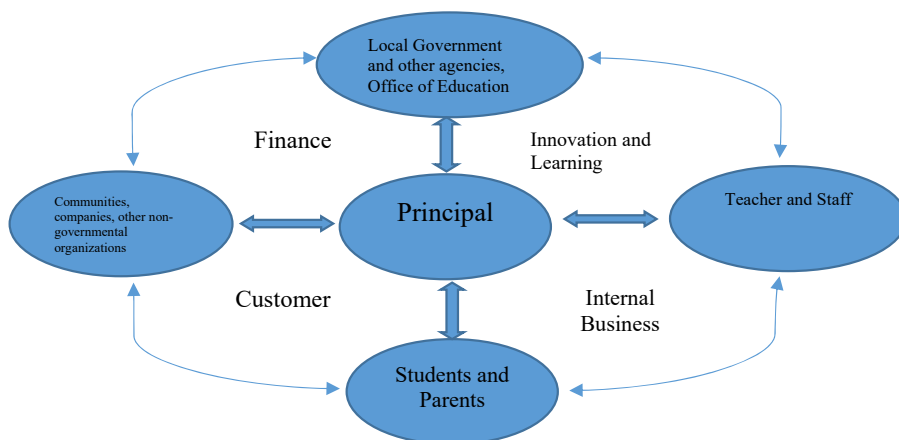 Local Government
and other agencies,
Office of Education
Finance
Innovation and
Learning
Communities,
companies, other non-
governmental
organizations
Principal
Teacher and Staff
Customer
Internal
Business
Students and
Parents